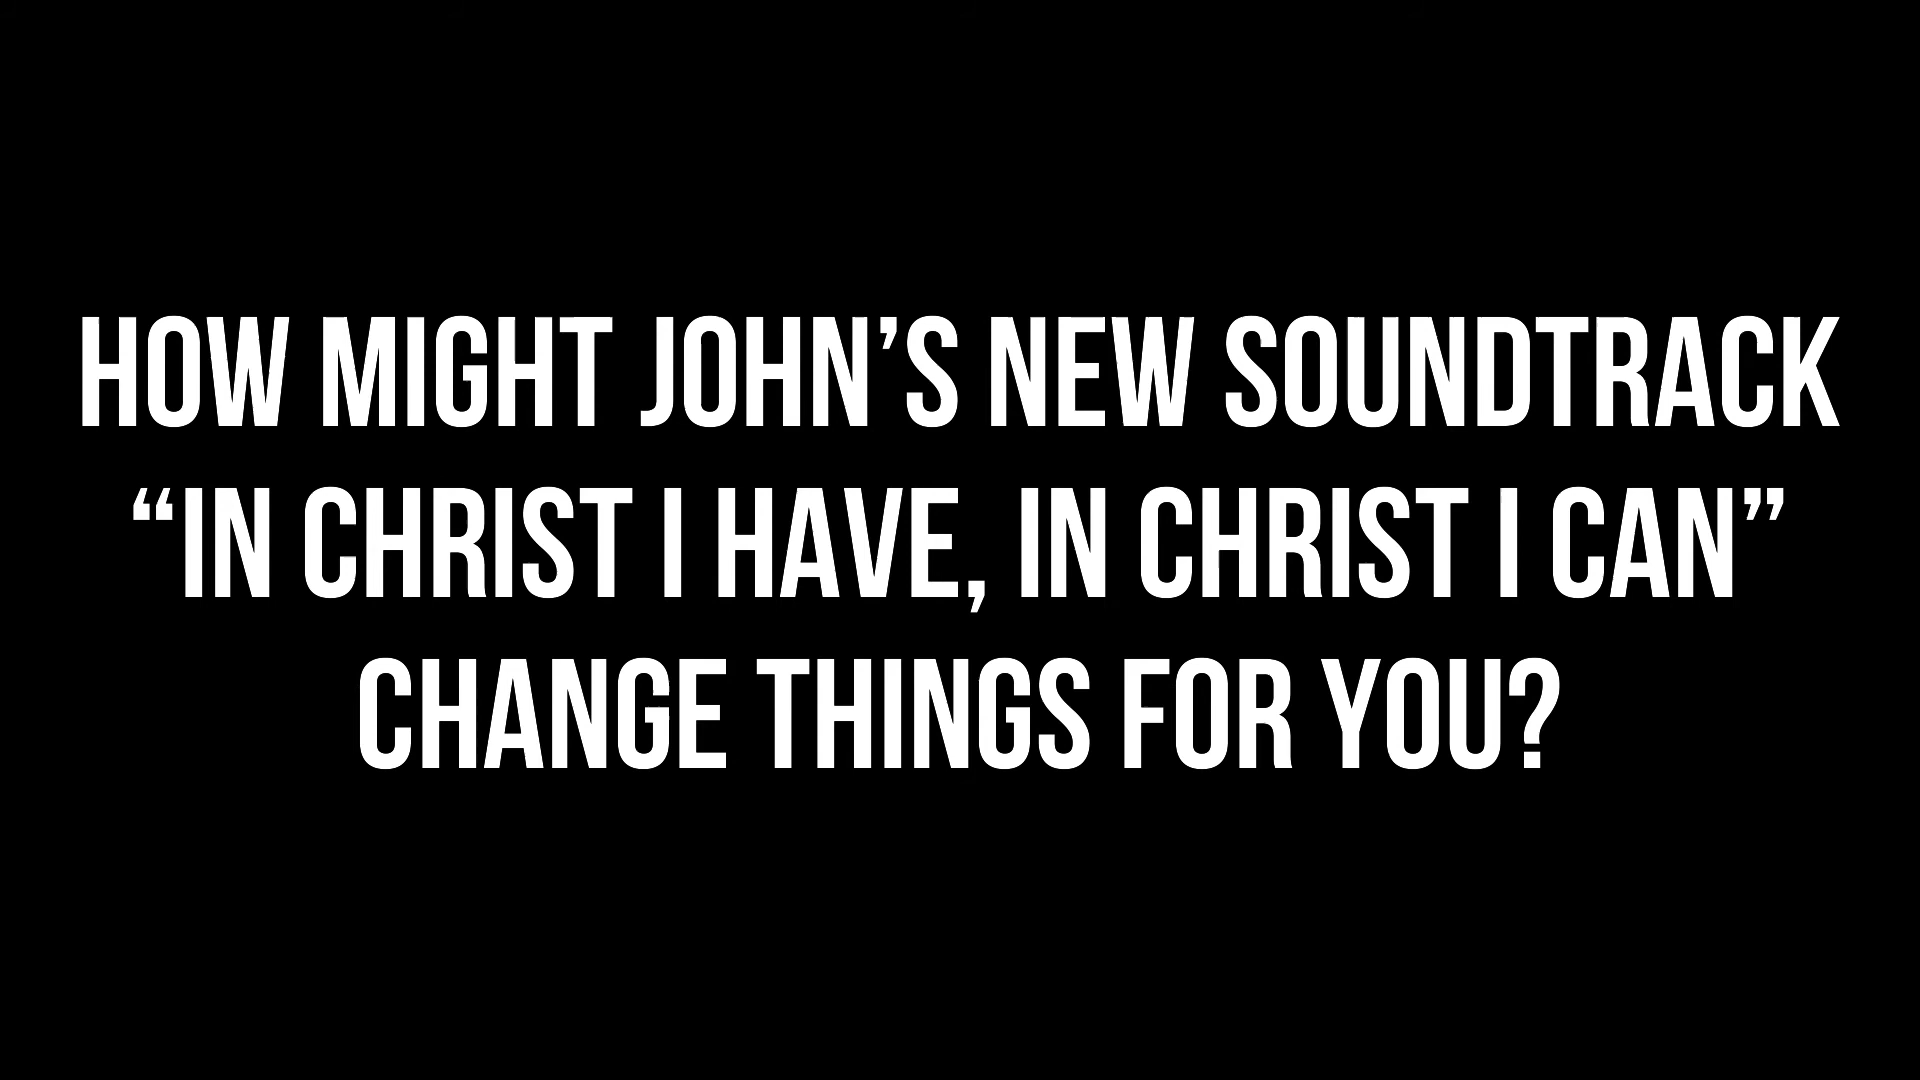 HOW MIGHT JOHN’S NEW SOUNDTRACK
“IN CHRIST I HAVE, IN CHRIST I CAN”
CHANGE THINGS FOR YOU?